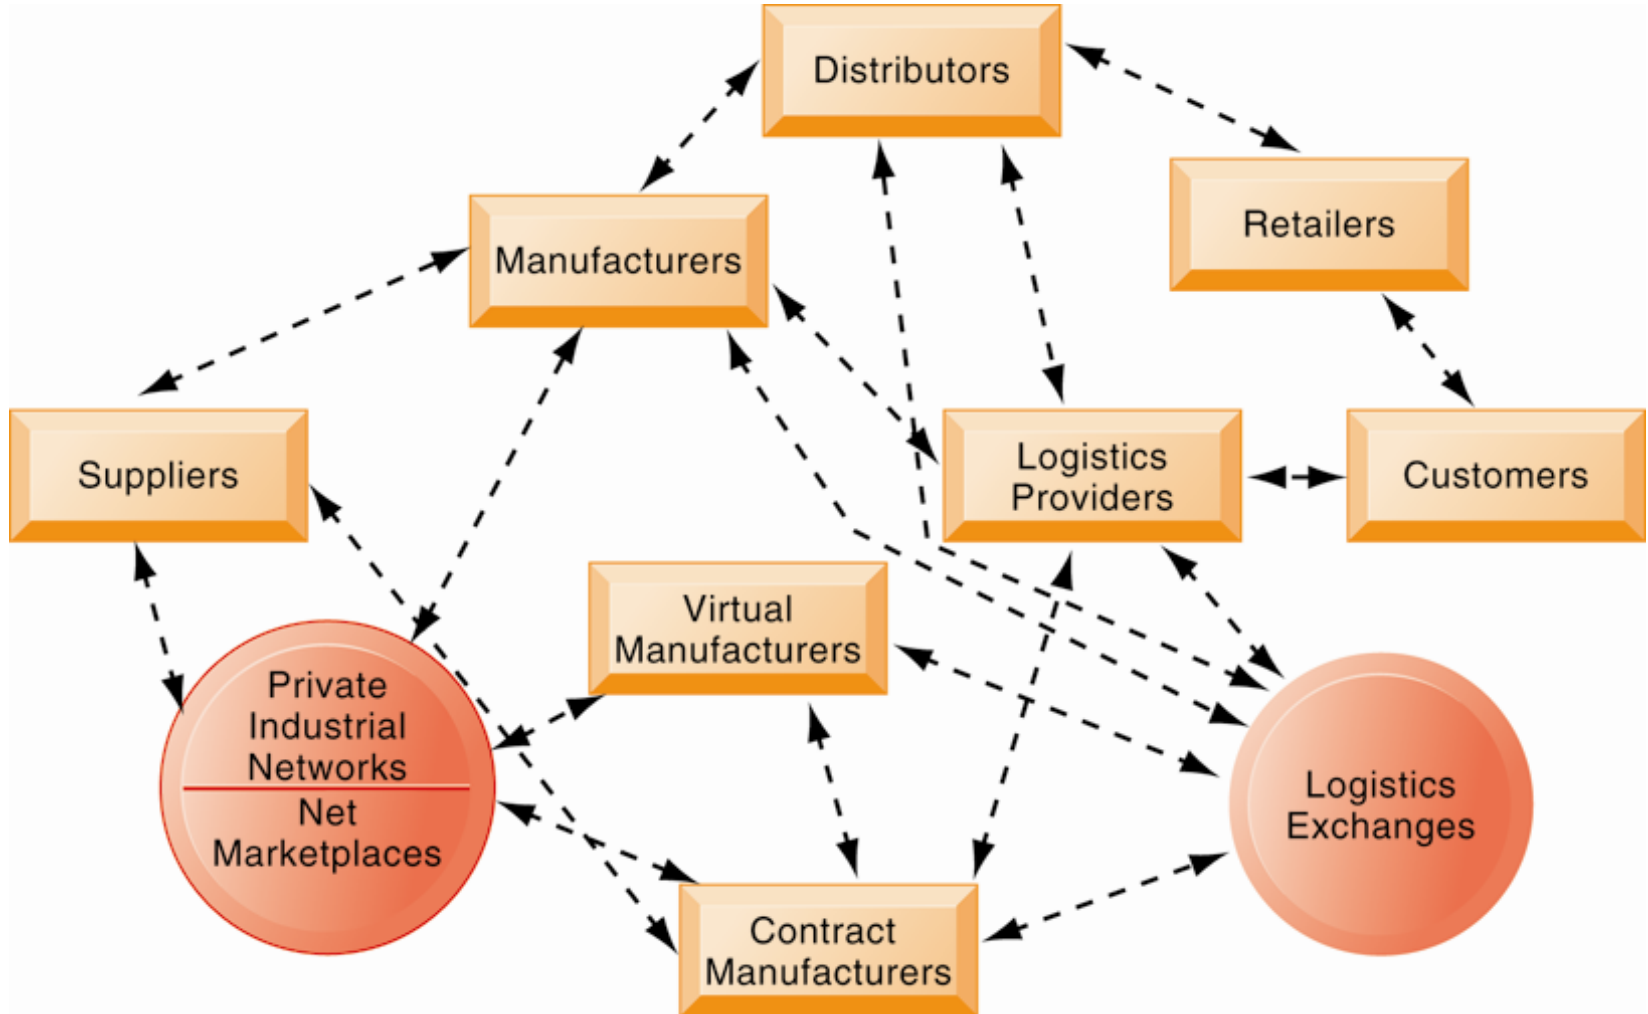 Distributors
Retailers
Manufacturers
Suppliers
Logistics
Providers
Customers
Virtual
Manufacturers
Private
Industrial
Networks
Net
Marketplaces
Logistics
Exchanges
Contract
Manufacturers